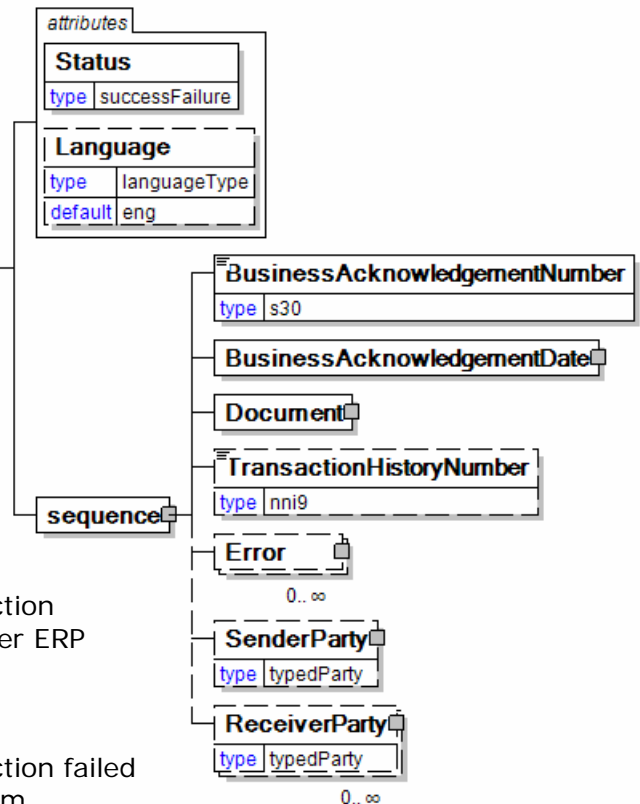 attributes
Status
type successFailure
Language
type languageType
default eng
BusinessAcknowledgementNumber
type s30
BusinessAcknowledgementDate
Document
TransactionHistoryNumber
type nni9
sequence
Error
0.. ∞
ction
er ERP
SenderParty
type typedParty
ReceiverParty
type typedParty
ction failed
m
0.. ∞